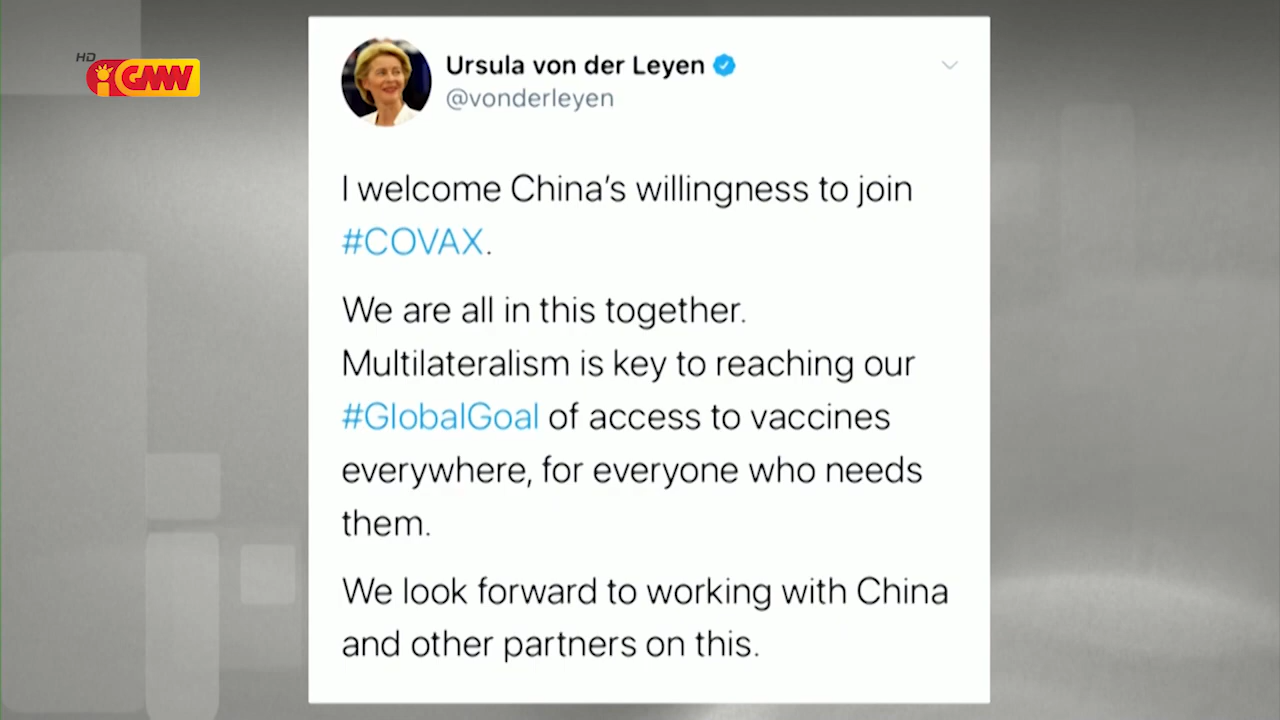 HD
iGNN
Ursula von der Leyen
@vonderleyen
I welcome China's willingness to join
#COVAX.
We are all in this together.
Multilateralism is key to reaching our
#GlobalGoal of access to vaccines
everywhere, for everyone who needs
them.
We look forward to working with China
and other partners on this.